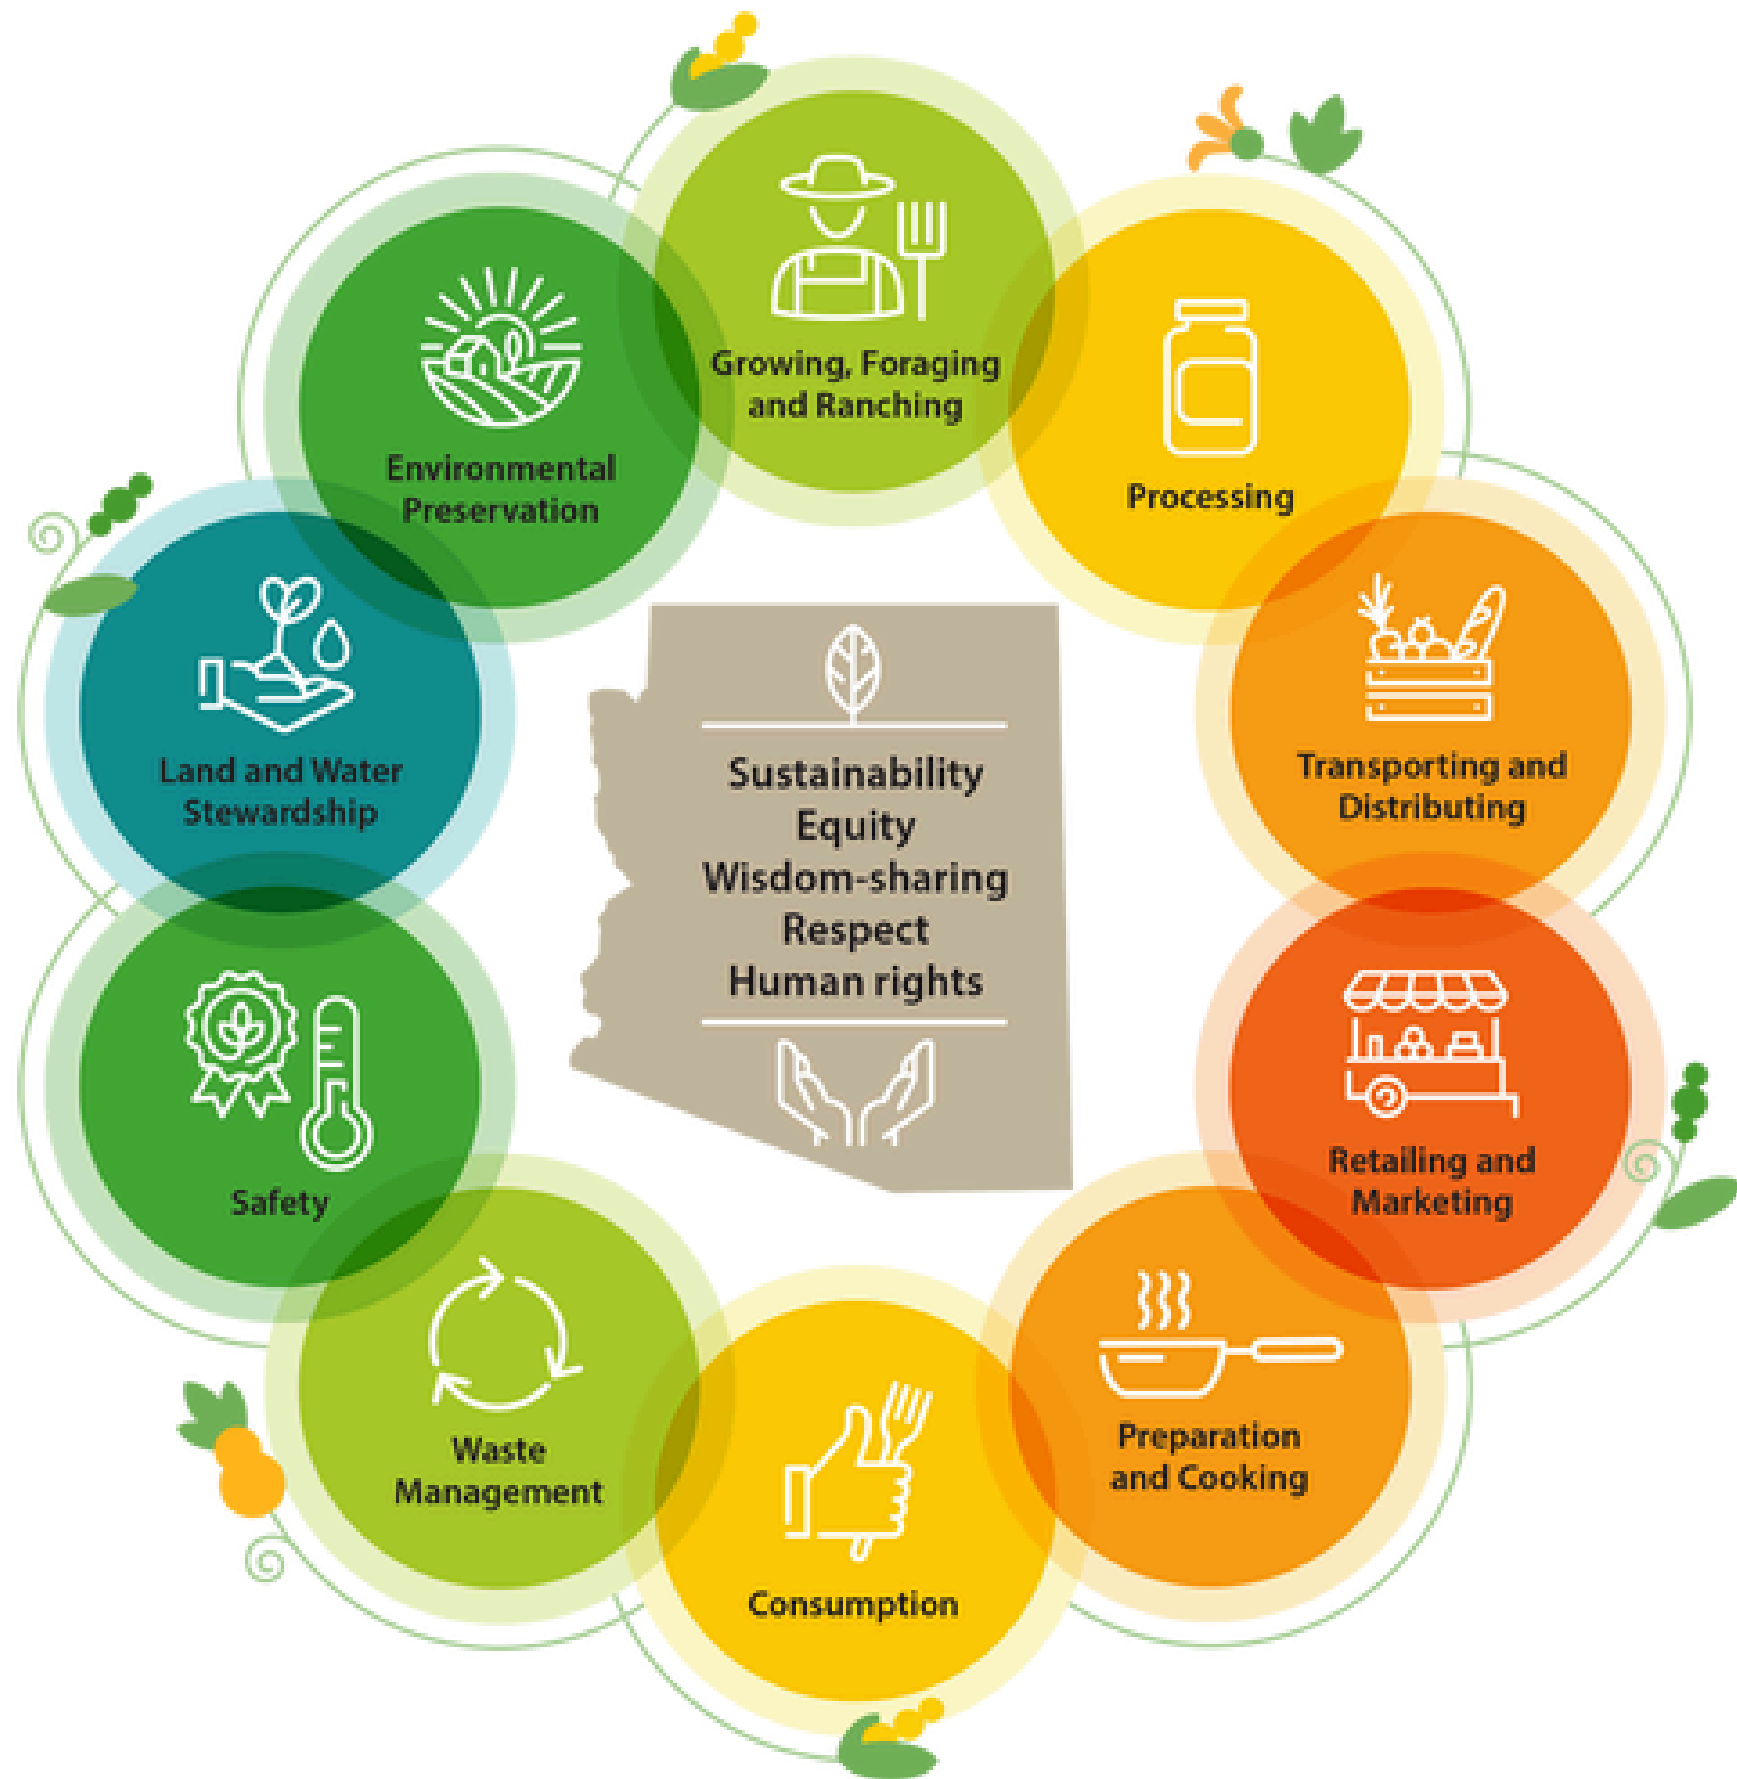 Growing, Foraging
and Ranching
Processing
Transporting and
Distributing
Retailing and
Marketing
Preparation
and Cooking
Consumption
Waste
Management
Safety
Land and Water
Stewardship
Environmental
Preservation
Sustainability
Equity
Wisdom-sharing
Respect
Human rights